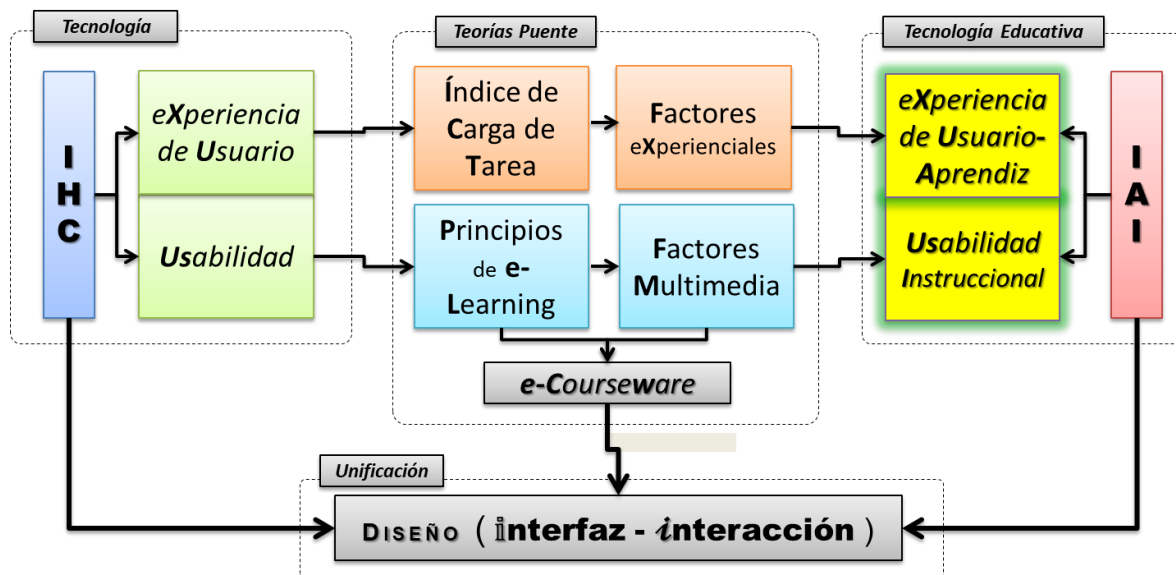 Tecnología
Teorías Puente
Tecnología Educativa
I
H
C
eXperiencia
de Usuario
Usabilidad
Índice de
Carga de
Tarea
Factores
eXperienciales
Principios
de e-
Learning
Factores
Multimedia
e-Courseware
eXperiencia
de Usuario-
Aprendiz
Usabilidad
Instruccional
I
A
I
Unificación
DISEÑO ( interfaz - interacción )